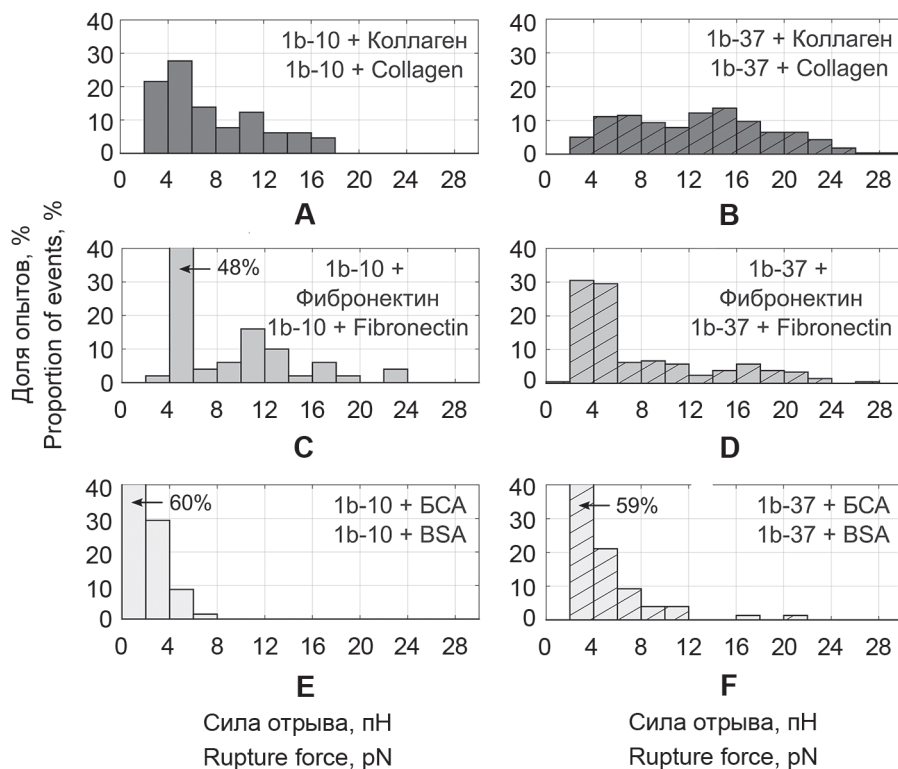 Доля опытов, %
Proportion of events, %
40
30
20
10
0
1b-10 + Коллаген
1b-10 + Collagen
0 4 8 12 16 20 24 28
A
40
30
20
10
0
1b-37 + Коллаген
1b-37 + Collagen
0 4 8 12 16 20 24 28
B
40
30
20
10
0
48%
1b-10 +
Фибронектин
1b-10 + Fibronectin
0 4 8 12 16 20 24 28
C
40
30
20
10
0
1b-37 +
Фибронектин
1b-37 + Fibronectin
0 4 8 12 16 20 24 28
D
40
30
20
10
0
60%
1b-10 + БСА
1b-10 + BSA
0 4 8 12 16 20 24 28
E
Сила отрыва, пН
Rupture force, pN
40
30
20
10
0
59%
1b-37 + БСА
1b-37 + BSA
0 4 8 12 16 20 24 28
F
Сила отрыва, пН
Rupture force, pN